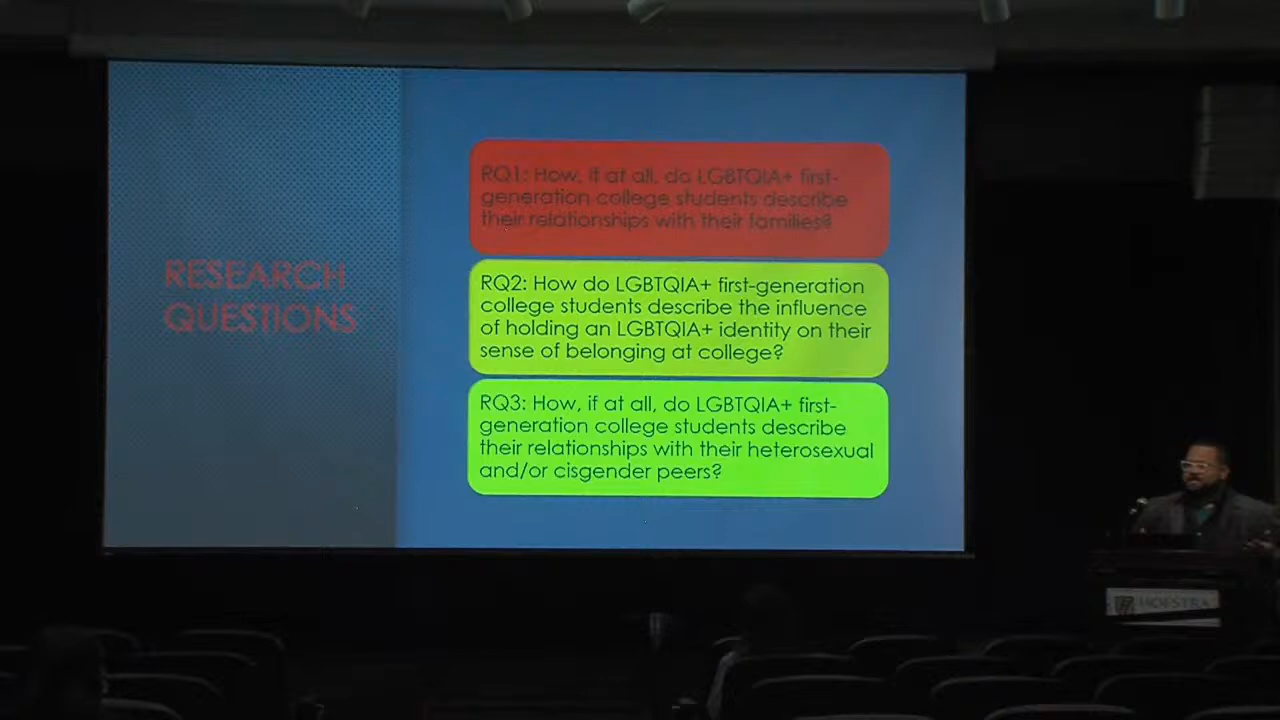 RESEARCH
QUESTIONS
RQ1: How, if at all, do LGBTQIA+ first-
generation college students describe
their relationships with their families?
RQ2: How do LGBTQIA+ first-generation
college students describe the influence
of holding an LGBTQIA+ identity on their
sense of belonging at college?
RQ3: How, if at all, do LGBTQIA+ first-
generation college students describe
their relationships with their heterosexual
and/or cisgender peers?
HOFSTRA